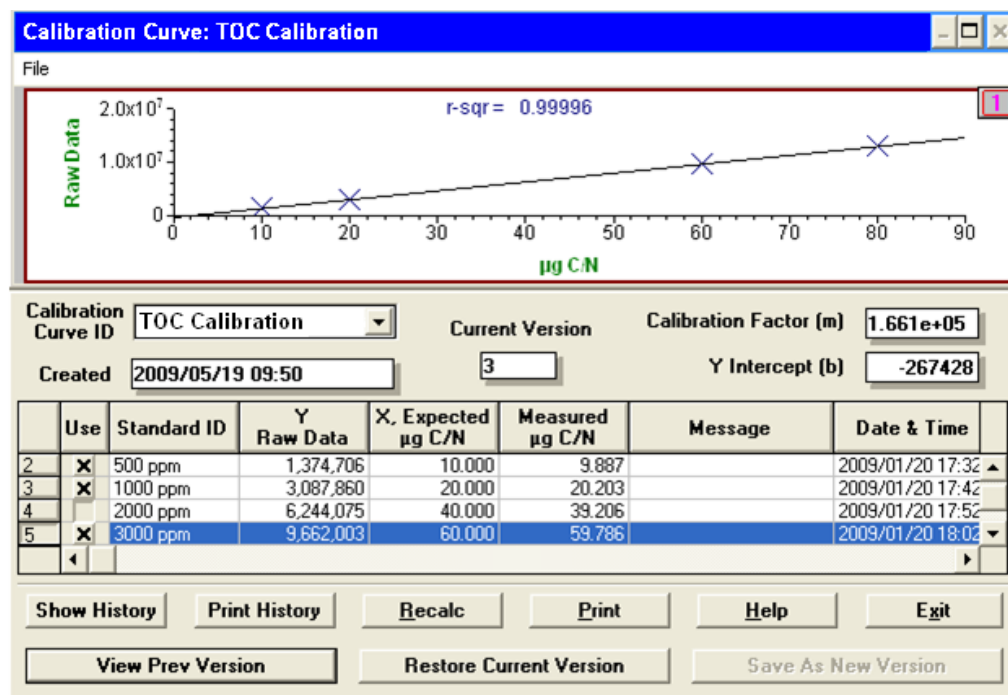 Calibration Curve: TOC Calibration
File
r-sqr = 0.99996
1
Raw Data
2.0x10⁷
1.0x10⁷
0
0 10 20 30 40 50 60 70 80 90
µg C/N
Calibration Curve ID TOC Calibration
Current Version
3
Calibration Factor (m) 1.661e+05
Created 2009/05/19 09:50
Y Intercept (b) -267428
Use Standard ID Y Raw Data X, Expected µg C/N Measured µg C/N Message Date & Time
2 500 ppm 1,374,706 10.000 9.887 2009/01/20 17:32
3 1000 ppm 3,087,860 20.000 20.203 2009/01/20 17:42
4 2000 ppm 6,244,075 40.000 39.206 2009/01/20 17:52
5 3000 ppm 9,662,003 60.000 59.786 2009/01/20 18:02
Show History Print History Recalc Print Help Exit
View Prev Version Restore Current Version Save As New Version